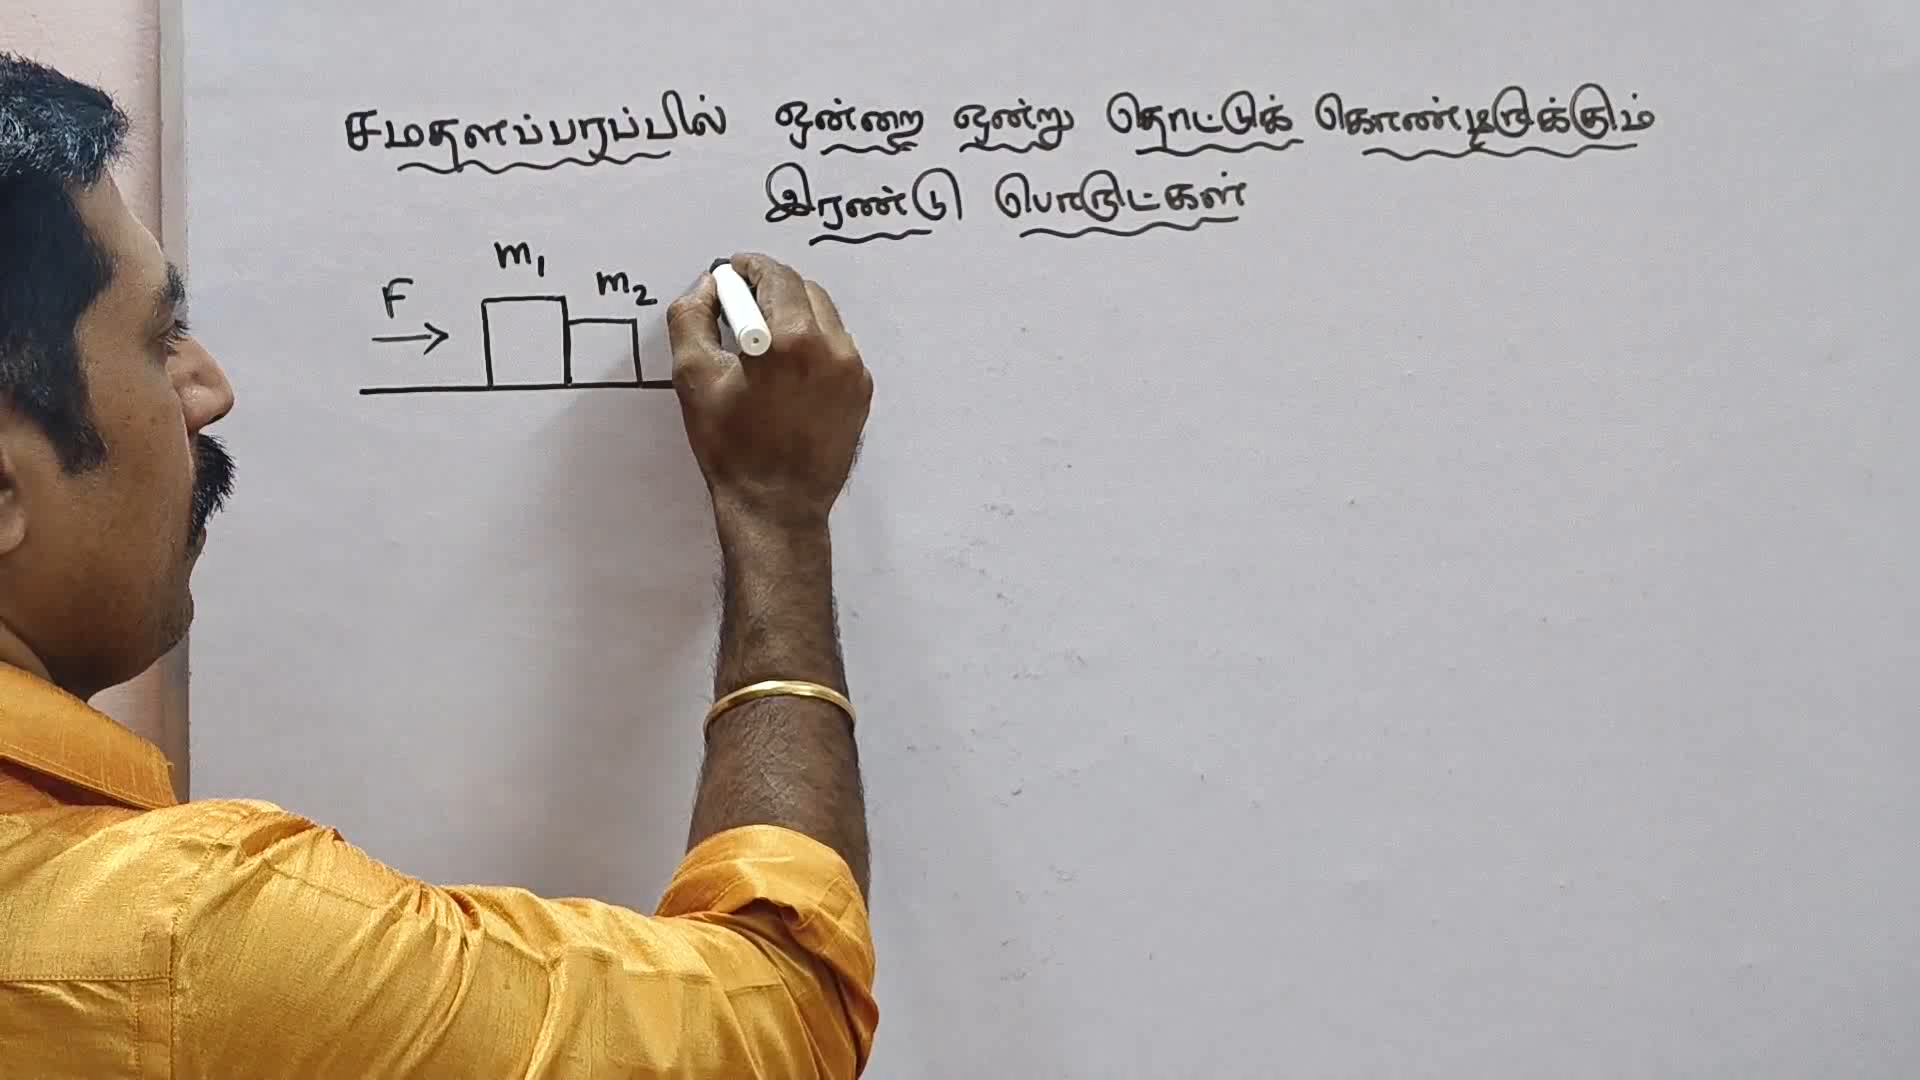 சமதளப்பரப்பில் ஒன்றை ஒன்று தொட்டுக் கொண்டிருக்கும்
இரண்டு பொருட்கள்
m₁
m₂
F